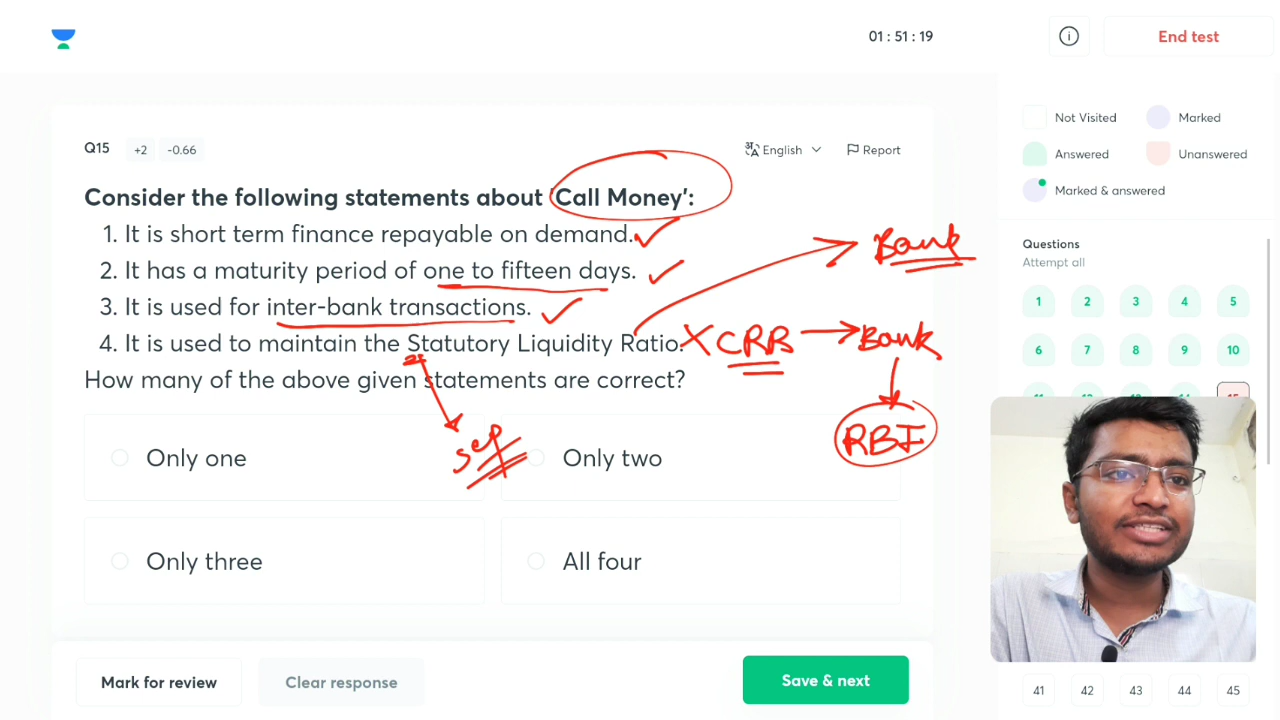 01 : 51 : 19
End test
Q15
+2
-0.66
English
Report
Consider the following statements about 'Call Money':
1. It is short term finance repayable on demand.
2. It has a maturity period of one to fifteen days.
3. It is used for inter-bank transactions.
4. It is used to maintain the Statutory Liquidity Ratio.
How many of the above given statements are correct?
Bank
CRR
Bank
RBI
Self
Only one
Only two
Only three
All four
Mark for review
Clear response
Save & next
Not Visited
Marked
Answered
Unanswered
Marked & answered
Questions
Attempt all
1 2 3 4 5
6 7 8 9 10
41 42 43 44 45